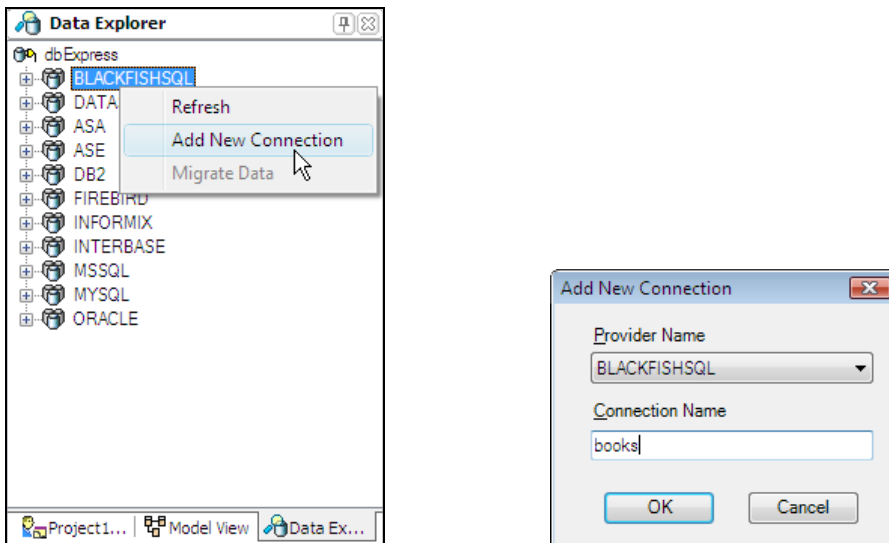 Data Explorer
dbExpress
BLACKFISHSQL
DATA
Refresh
ASA
Add New Connection
ASE
DB2
Migrate Data
FIREBIRD
INFORMIX
INTERBASE
MSSQL
MYSQL
ORACLE
Project1... Model View Data Ex...
Add New Connection
Provider Name
BLACKFISHSQL
Connection Name
books
OK Cancel